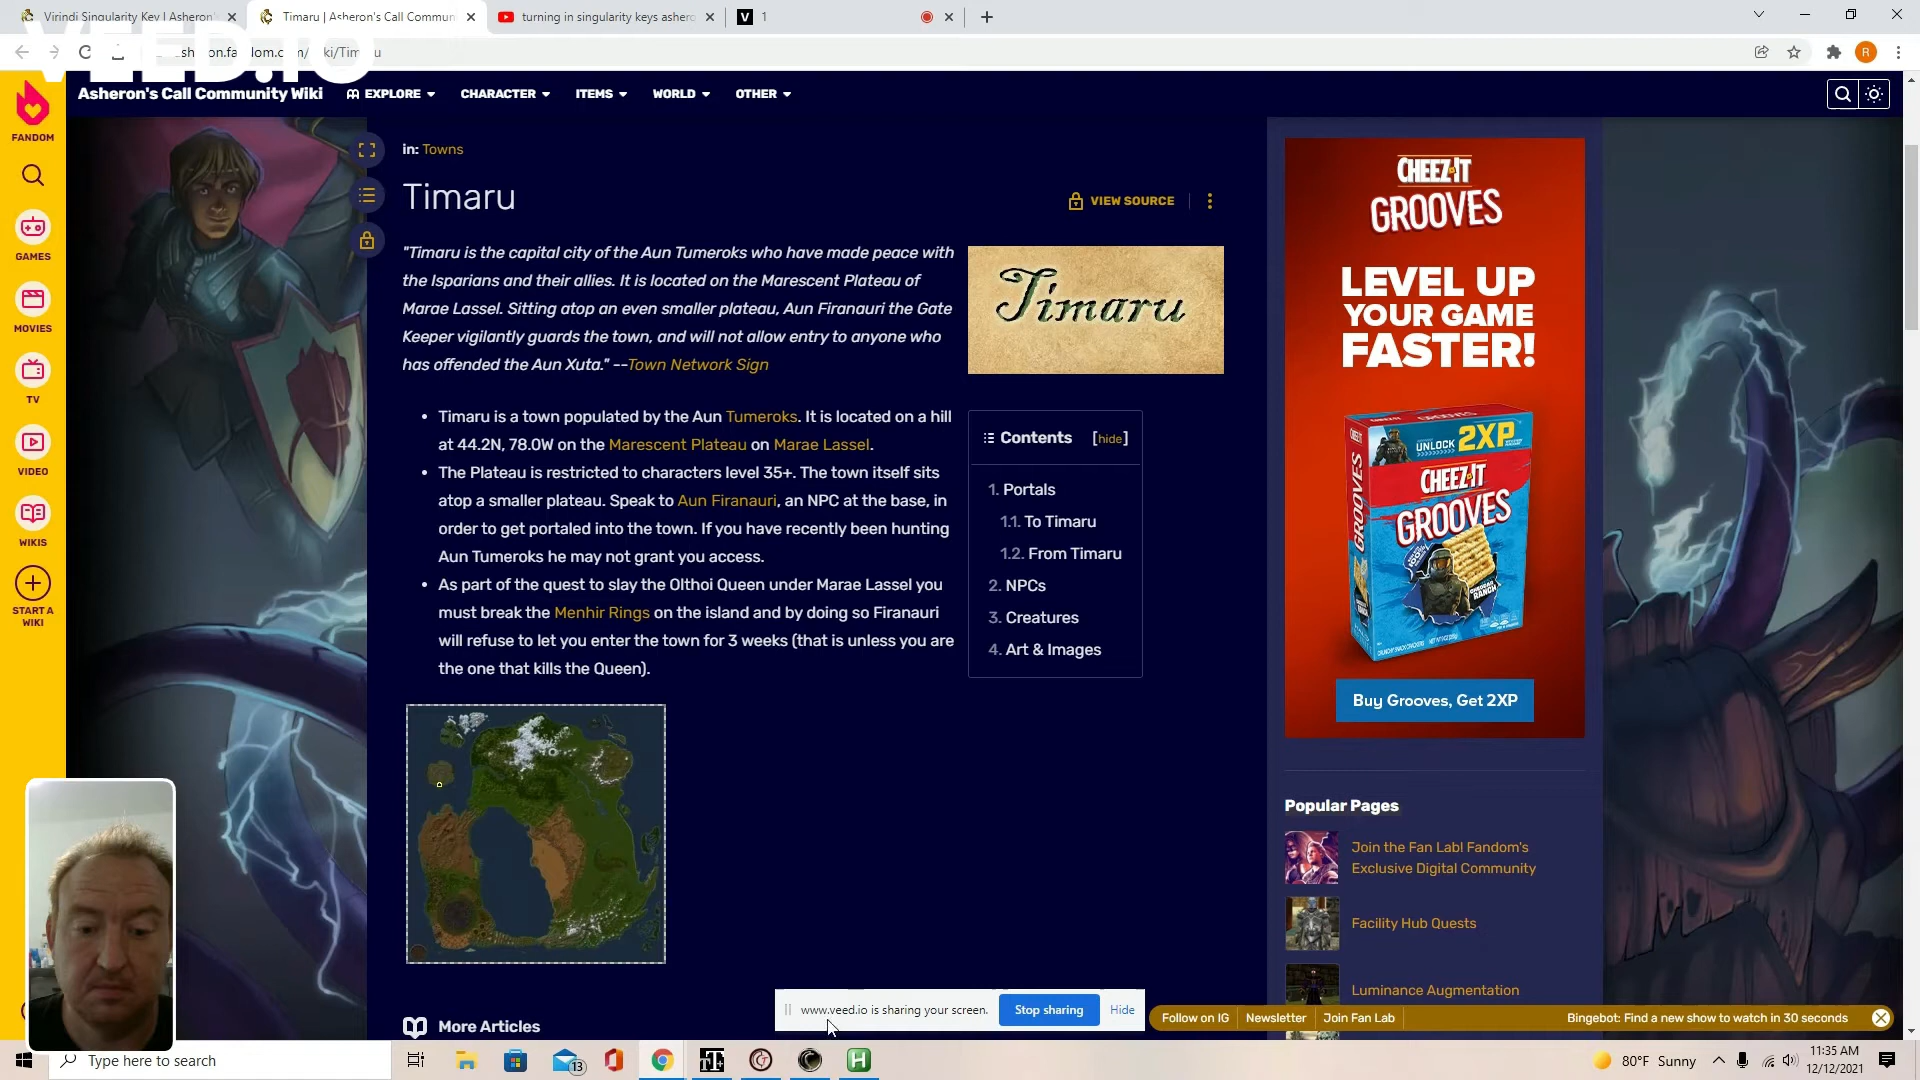 Virindi Singularity Key | Asheron's
Timaru | Asheron's Call Commun
turning in singularity keys ashero
V 1
VEED.IO
Asheron's Call Community Wiki
EXPLORE
CHARACTER
ITEMS
WORLD
OTHER
FANDOM
GAMES
MOVIES
TV
VIDEO
WIKIS
START A
WIKI
in: Towns
Timaru
VIEW SOURCE
"Timaru is the capital city of the Aun Tumeroks who have made peace with
the Isparians and their allies. It is located on the Marescent Plateau of
Marae Lassel. Sitting atop an even smaller plateau, Aun Firanauri the Gate
Keeper vigilantly guards the town, and will not allow entry to anyone who
has offended the Aun Xuta." --Town Network Sign
Timaru
• Timaru is a town populated by the Aun Tumeroks. It is located on a hill
at 44.2N, 78.0W on the Marescent Plateau on Marae Lassel.
• The Plateau is restricted to characters level 35+. The town itself sits
atop a smaller plateau. Speak to Aun Firanauri, an NPC at the base, in
order to get portaled into the town. If you have recently been hunting
Aun Tumeroks he may not grant you access.
• As part of the quest to slay the Olthoi Queen under Marae Lassel you
must break the Menhir Rings on the island and by doing so Firanauri
will refuse to let you enter the town for 3 weeks (that is unless you are
the one that kills the Queen).
Contents [hide]
1. Portals
1.1. To Timaru
1.2. From Timaru
2. NPCs
3. Creatures
4. Art & Images
More Articles
CHEEZ-IT
GROOVES
LEVEL UP
YOUR GAME
FASTER!
UNLOCK 2XP
CHEEZ-IT
GROOVES
GROOVES
Buy Grooves, Get 2XP
Popular Pages
Join the Fan Lab! Fandom's
Exclusive Digital Community
Facility Hub Quests
Luminance Augmentation
www.veed.io is sharing your screen.
Stop sharing
Hide
Follow on IG
Newsletter
Join Fan Lab
Bingebot: Find a new show to watch in 30 seconds
Type here to search
13
80°F Sunny
11:35 AM
12/12/2021
R